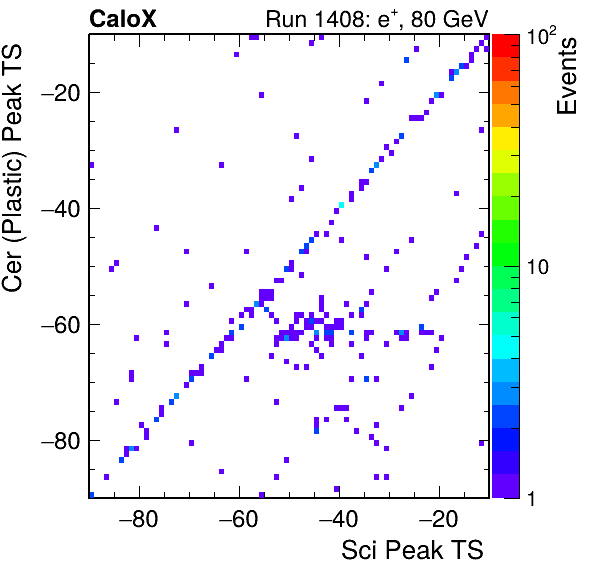 CaloX Run 1408: e⁺, 80 GeV
Cer (Plastic) Peak TS
−20
−40
−60
−80
−80 −60 −40 −20
Sci Peak TS
10²
10
1
Events